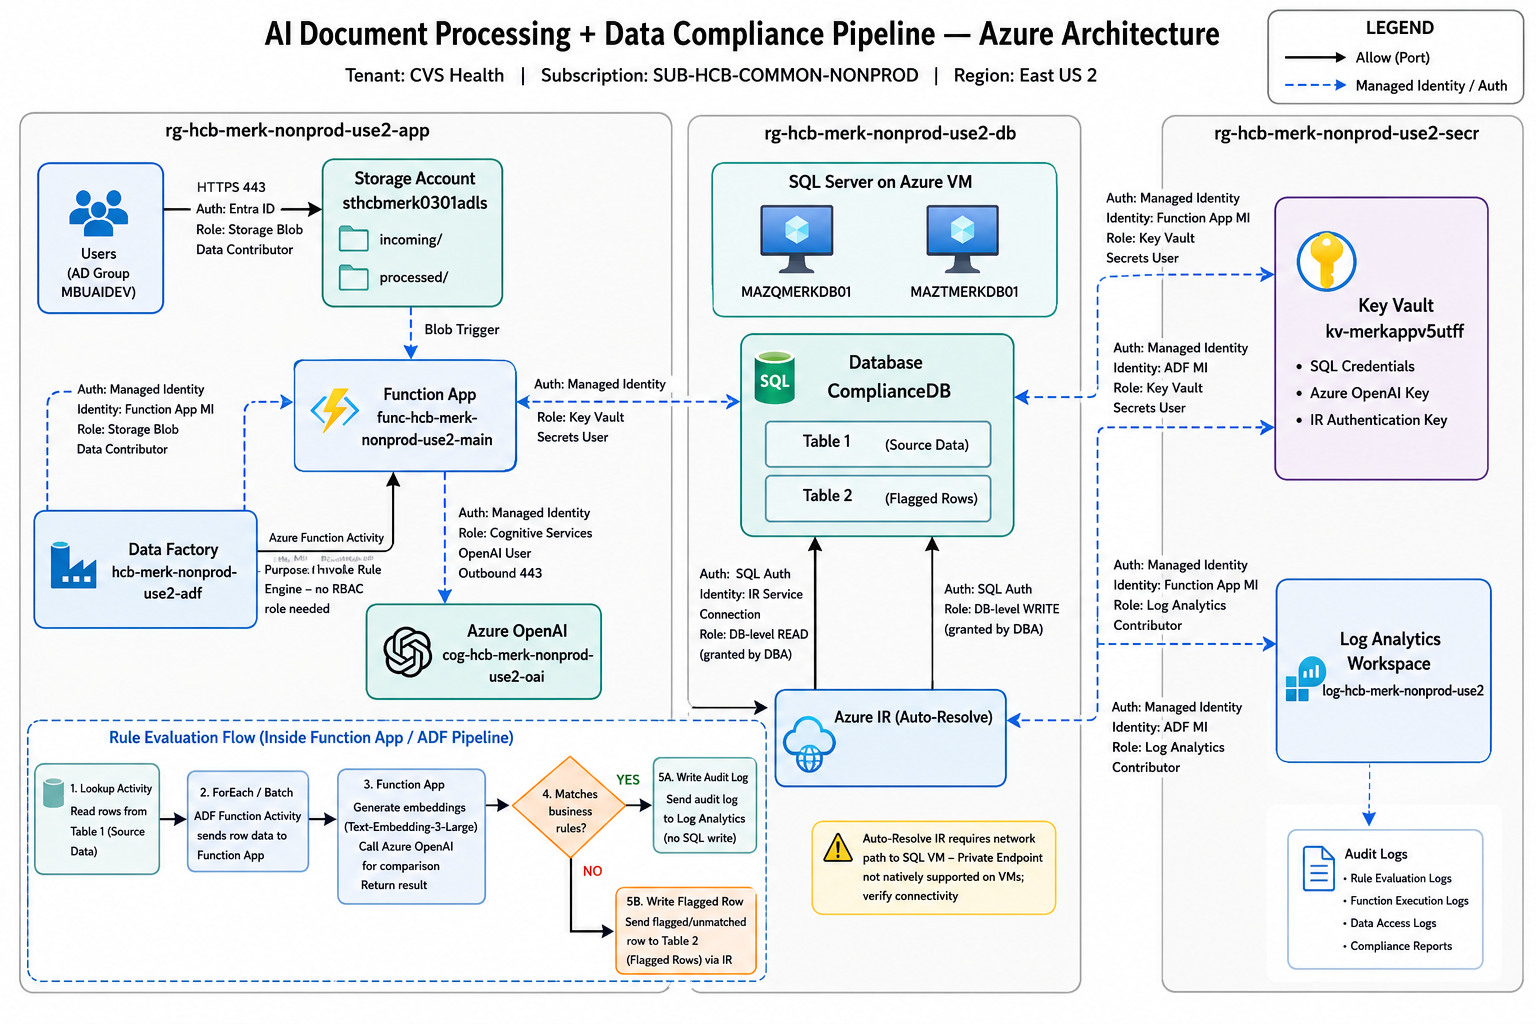 AI Document Processing + Data Compliance Pipeline — Azure Architecture
Tenant: CVS Health | Subscription: SUB-HCB-COMMON-NONPROD | Region: East US 2
LEGEND
Allow (Port)
Managed Identity / Auth
rg-hcb-merk-nonprod-use2-app
Users
(AD Group
MBUAIDEV)
HTTPS 443
Auth: Entra ID
Role: Storage Blob
Data Contributor
Storage Account
sthcbmerk0301adls
incoming/
processed/
Blob Trigger
Auth: Managed Identity
Identity: Function App MI
Role: Storage Blob
Data Contributor
Function App
func-hcb-merk-
nonprod-use2-main
Auth: Managed Identity
Role: Key Vault
Secrets User
Data Factory
hcb-merk-nonprod-
use2-adf
Azure Function Activity
Purpose: Invoke Rule
Engine – no RBAC
role needed
Auth: Managed Identity
Role: Cognitive Services
OpenAI User
Outbound 443
Azure OpenAI
cog-hcb-merk-nonprod-
use2-oai
rg-hcb-merk-nonprod-use2-db
SQL Server on Azure VM
MAZQMERKDB01
MAZTMERKDB01
SQL
Database
ComplianceDB
Table 1 (Source Data)
Table 2 (Flagged Rows)
Auth: SQL Auth
Identity: IR Service
Connection
Role: DB-level READ
(granted by DBA)
Auth: SQL Auth
Role: DB-level WRITE
(granted by DBA)
Azure IR (Auto-Resolve)
Auto-Resolve IR requires network
path to SQL VM – Private Endpoint
not natively supported on VMs;
verify connectivity
rg-hcb-merk-nonprod-use2-secr
Auth: Managed Identity
Identity: Function App MI
Role: Key Vault
Secrets User
Auth: Managed Identity
Identity: ADF MI
Role: Key Vault
Secrets User
Key Vault
kv-merkappv5utff
• SQL Credentials
• Azure OpenAI Key
• IR Authentication Key
Auth: Managed Identity
Identity: Function App MI
Role: Log Analytics
Contributor
Auth: Managed Identity
Identity: ADF MI
Role: Log Analytics
Contributor
Log Analytics
Workspace
log-hcb-merk-nonprod-use2
Audit Logs
• Rule Evaluation Logs
• Function Execution Logs
• Data Access Logs
• Compliance Reports
Rule Evaluation Flow (Inside Function App / ADF Pipeline)
1. Lookup Activity
Read rows from
Table 1 (Source
Data)
2. ForEach / Batch
ADF Function Activity
sends row data to
Function App
3. Function App
Generate embeddings
(Text-Embedding-3-Large)
Call Azure OpenAI
for comparison
Return result
4. Matches
business
rules?
YES
NO
5A. Write Audit Log
Send audit log
to Log Analytics
(no SQL write)
5B. Write Flagged Row
Send flagged/unmatched
row to Table 2
(Flagged Rows) via IR